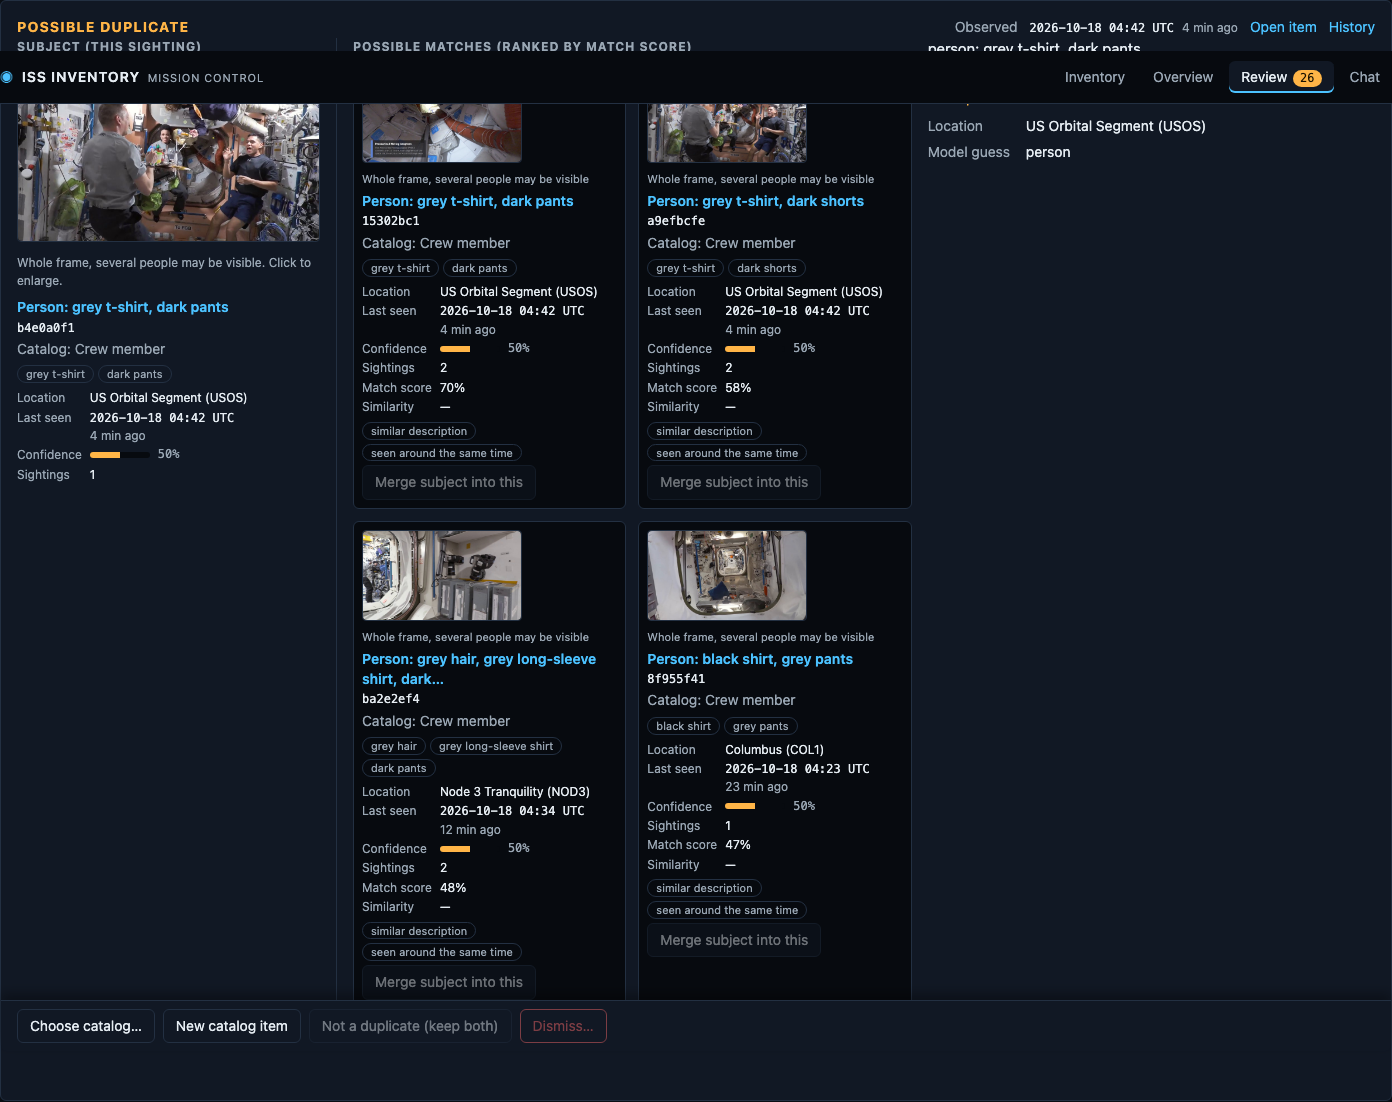 POSSIBLE DUPLICATE
Observed 2026-10-18 04:42 UTC 4 min ago Open item History
SUBJECT (THIS SIGHTING)
POSSIBLE MATCHES (RANKED BY MATCH SCORE)
person: grey t-shirt, dark pants
ISS INVENTORY MISSION CONTROL
Inventory Overview Review 26 Chat
Whole frame, several people may be visible. Click to
enlarge.
Person: grey t-shirt, dark pants
b4e0a0f1
Catalog: Crew member
grey t-shirt dark pants
Location US Orbital Segment (USOS)
Last seen 2026-10-18 04:42 UTC
4 min ago
Confidence 50%
Sightings 1
Whole frame, several people may be visible
Person: grey t-shirt, dark pants
15302bc1
Catalog: Crew member
grey t-shirt dark pants
Location US Orbital Segment (USOS)
Last seen 2026-10-18 04:42 UTC
4 min ago
Confidence 50%
Sightings 2
Match score 70%
Similarity —
similar description
seen around the same time
Merge subject into this
Whole frame, several people may be visible
Person: grey t-shirt, dark shorts
a9efbcfe
Catalog: Crew member
grey t-shirt dark shorts
Location US Orbital Segment (USOS)
Last seen 2026-10-18 04:42 UTC
4 min ago
Confidence 50%
Sightings 2
Match score 58%
Similarity —
similar description
seen around the same time
Merge subject into this
Whole frame, several people may be visible
Person: grey hair, grey long-sleeve
shirt, dark...
ba2e2ef4
Catalog: Crew member
grey hair grey long-sleeve shirt
dark pants
Location Node 3 Tranquility (NOD3)
Last seen 2026-10-18 04:34 UTC
12 min ago
Confidence 50%
Sightings 2
Match score 48%
Similarity —
similar description
seen around the same time
Merge subject into this
Whole frame, several people may be visible
Person: black shirt, grey pants
8f955f41
Catalog: Crew member
black shirt grey pants
Location Columbus (COL1)
Last seen 2026-10-18 04:23 UTC
23 min ago
Confidence 50%
Sightings 1
Match score 47%
Similarity —
similar description
seen around the same time
Merge subject into this
Location US Orbital Segment (USOS)
Model guess person
Choose catalog... New catalog item Not a duplicate (keep both) Dismiss...